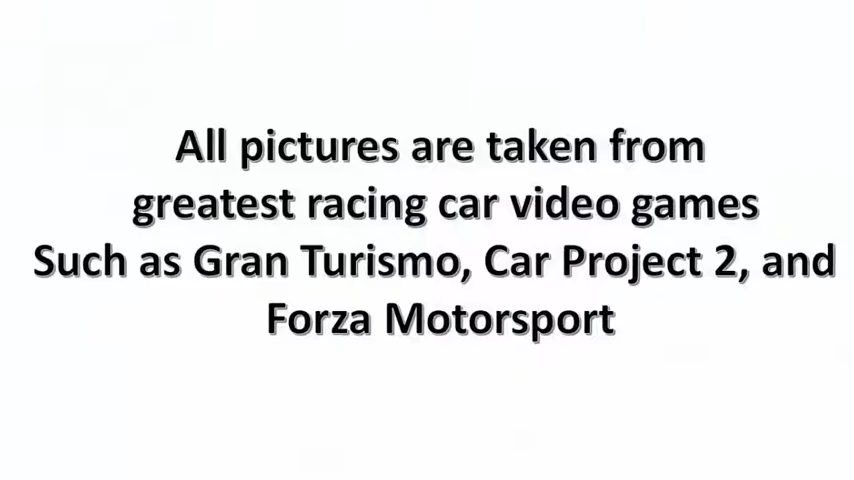 All pictures are taken from
greatest racing car video games
Such as Gran Turismo, Car Project 2, and
Forza Motorsport